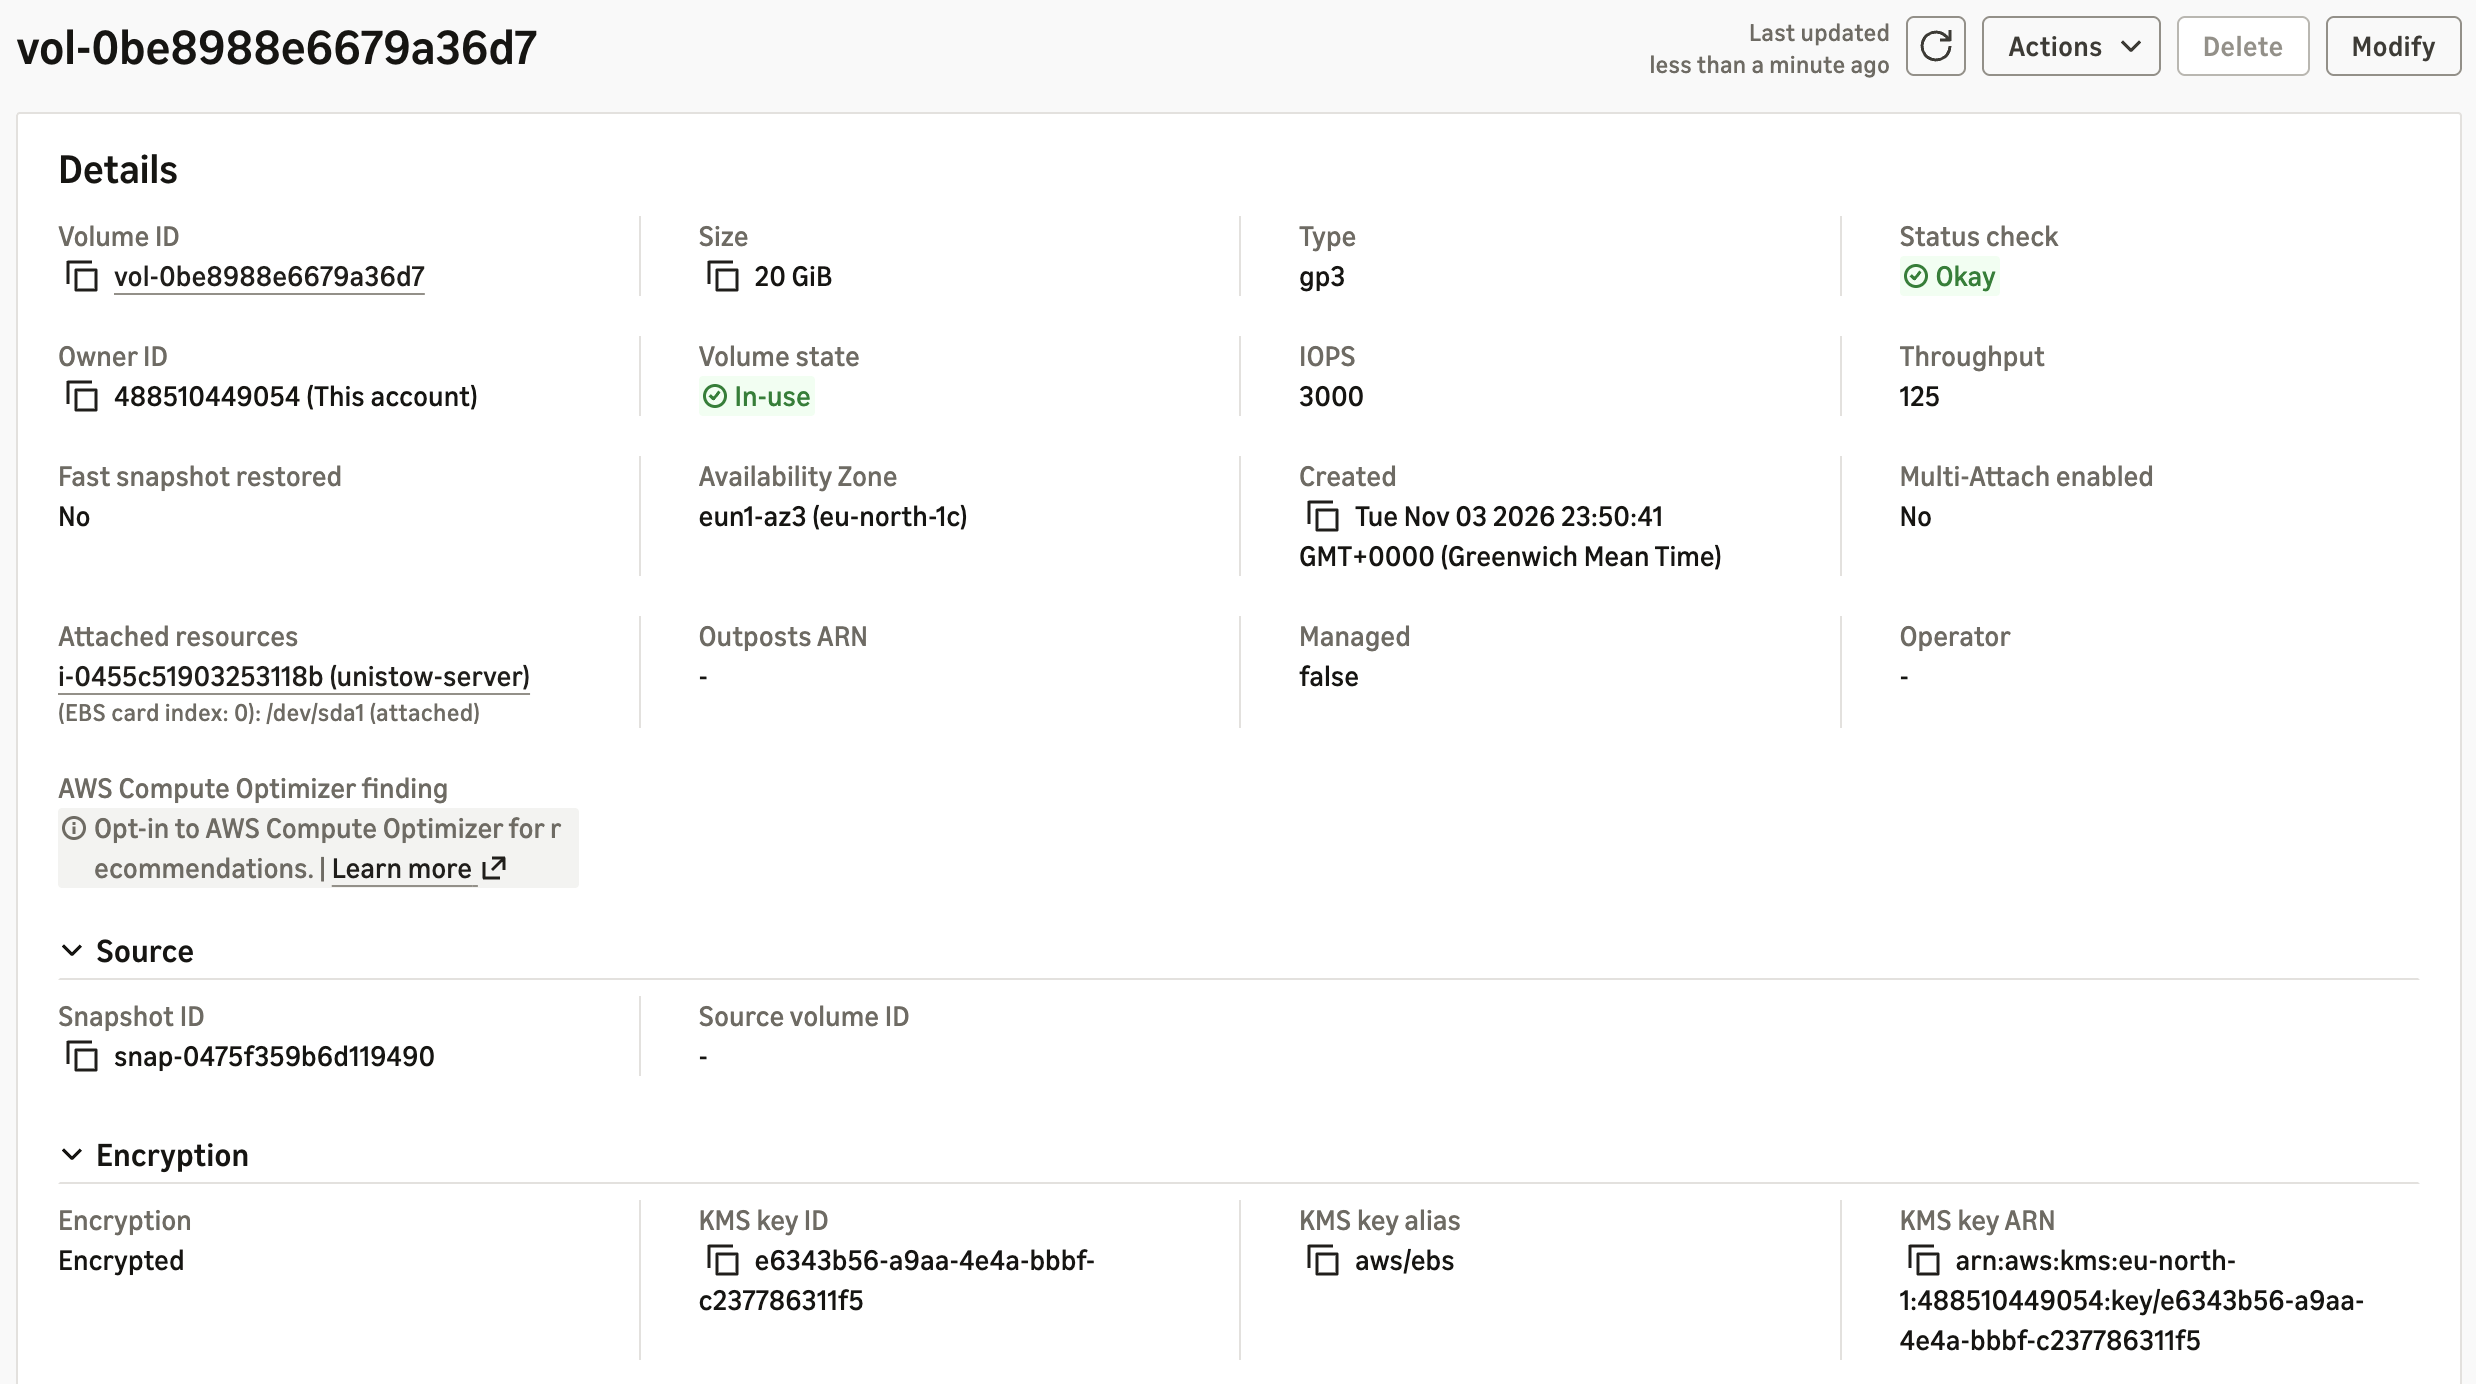 vol-0be8988e6679a36d7
Last updated
less than a minute ago
Actions
Delete
Modify
Details
Volume ID
vol-0be8988e6679a36d7
Size
20 GiB
Type
gp3
Status check
Okay
Owner ID
488510449054 (This account)
Volume state
In-use
IOPS
3000
Throughput
125
Fast snapshot restored
No
Availability Zone
eun1-az3 (eu-north-1c)
Created
Tue Nov 03 2026 23:50:41
GMT+0000 (Greenwich Mean Time)
Multi-Attach enabled
No
Attached resources
i-0455c51903253118b (unistow-server)
(EBS card index: 0): /dev/sda1 (attached)
Outposts ARN
-
Managed
false
Operator
-
AWS Compute Optimizer finding
Opt-in to AWS Compute Optimizer for r
ecommendations. | Learn more
Source
Snapshot ID
snap-0475f359b6d119490
Source volume ID
-
Encryption
Encryption
Encrypted
KMS key ID
e6343b56-a9aa-4e4a-bbbf-
c237786311f5
KMS key alias
aws/ebs
KMS key ARN
arn:aws:kms:eu-north-
1:488510449054:key/e6343b56-a9aa-
4e4a-bbbf-c237786311f5